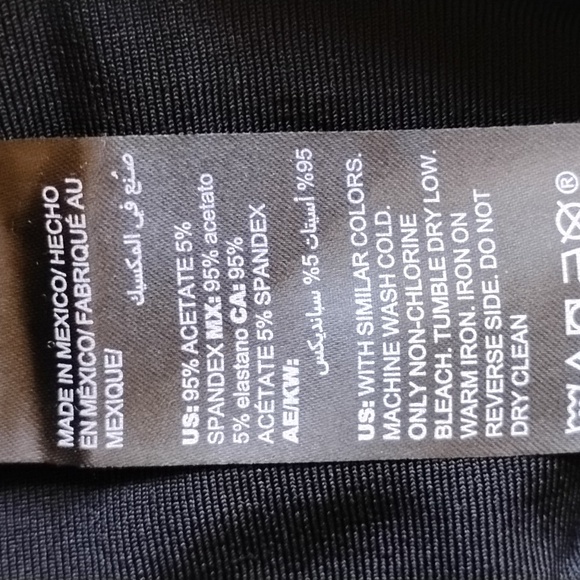 MADE IN MEXICO/ HECHO
EN MÉXICO/ FABRIQUÉ AU
MEXIQUE/
صُنع في المكسيك
US: 95% ACETATE 5%
SPANDEX MX: 95% acetato
5% elastano CA: 95%
ACÉTATE 5% SPANDEX
AE/KW:
95% أسيتات 5% سبانديكس
US: WITH SIMILAR COLORS.
MACHINE WASH COLD.
ONLY NON-CHLORINE
BLEACH. TUMBLE DRY LOW.
WARM IRON. IRON ON
REVERSE SIDE. DO NOT
DRY CLEAN
®